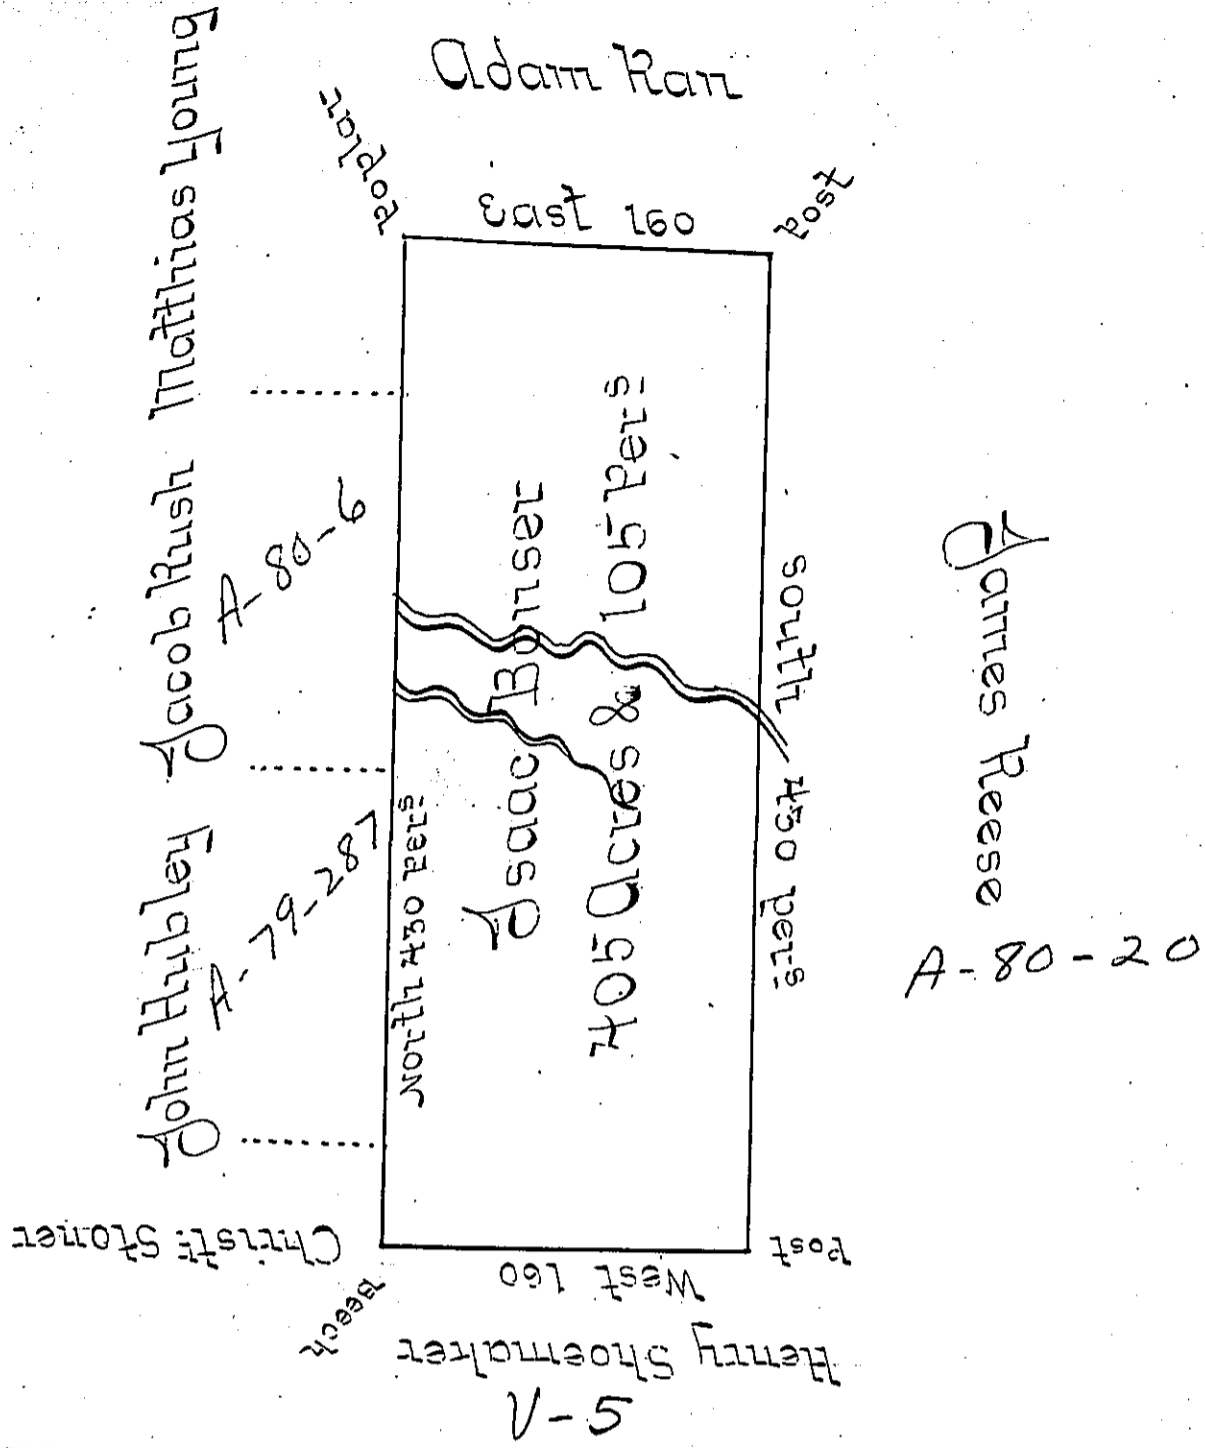 Adam Kan
Poplar
East 160
Post
Matthias Young
Jacob Rush
A-80-6
John Hubley
A-79-287
North 430 Pers
Isaac Bonser
405 Acres & 105 Pers
South 430 pers
James Reese
A-80-20
Christn Stoner
Beech
West 160
Post
Henry Shoemaker
V-5